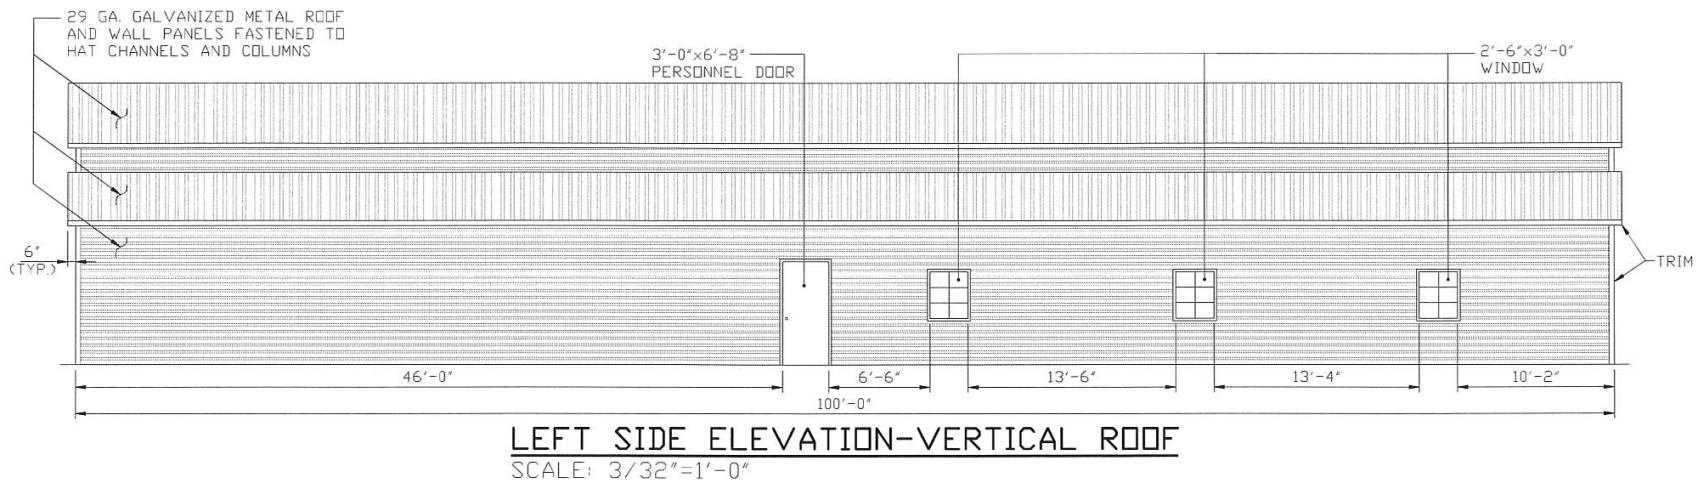 29 GA. GALVANIZED METAL ROOF
AND WALL PANELS FASTENED TO
HAT CHANNELS AND COLUMNS
3'-0"x6'-8"
PERSONNEL DOOR
2'-6"x3'-0"
WINDOW
6"
(TYP.)
TRIM
46'-0"
6'-6"
13'-6"
13'-4"
10'-2"
100'-0"
LEFT SIDE ELEVATION-VERTICAL ROOF
SCALE: 3/32"=1'-0"